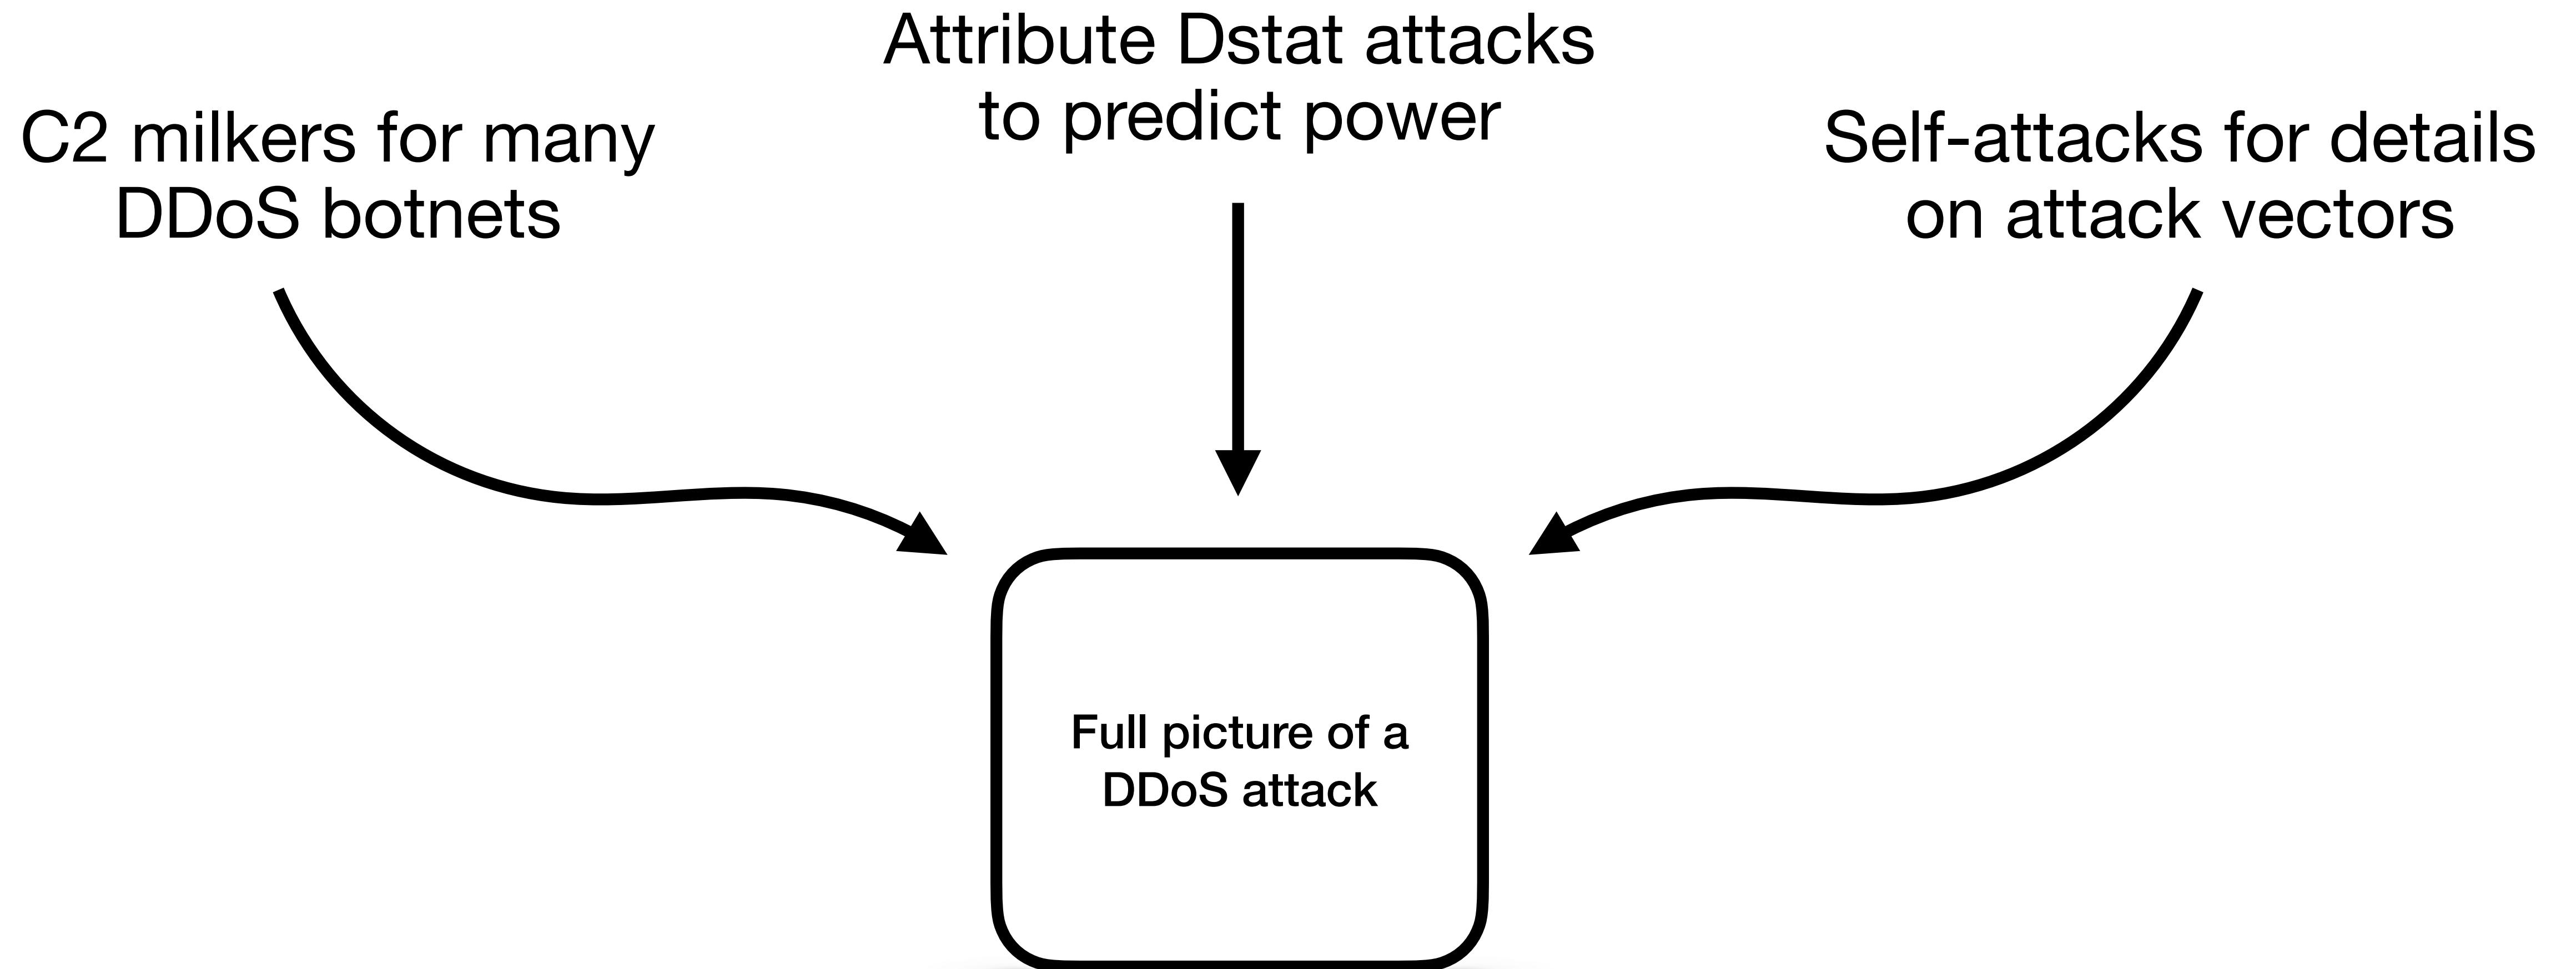 C2 milkers for many
DDoS botnets
Attribute Dstat attacks
to predict power
Self-attacks for details
on attack vectors
Full picture of a
DDoS attack